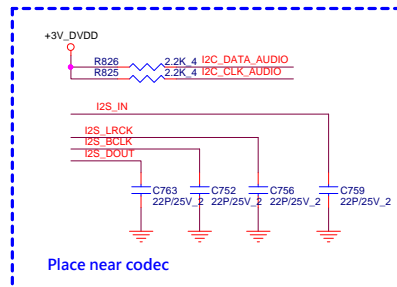 +3V_DVDD
R826 2.2K_4 I2C_DATA_AUDIO
R825 2.2K_4 I2C_CLK_AUDIO
I2S_IN
I2S_LRCK
I2S_BCLK
I2S_DOUT
C763 C752 C756 C759
22P/25V_2 22P/25V_2 22P/25V_2 22P/25V_2
Place near codec